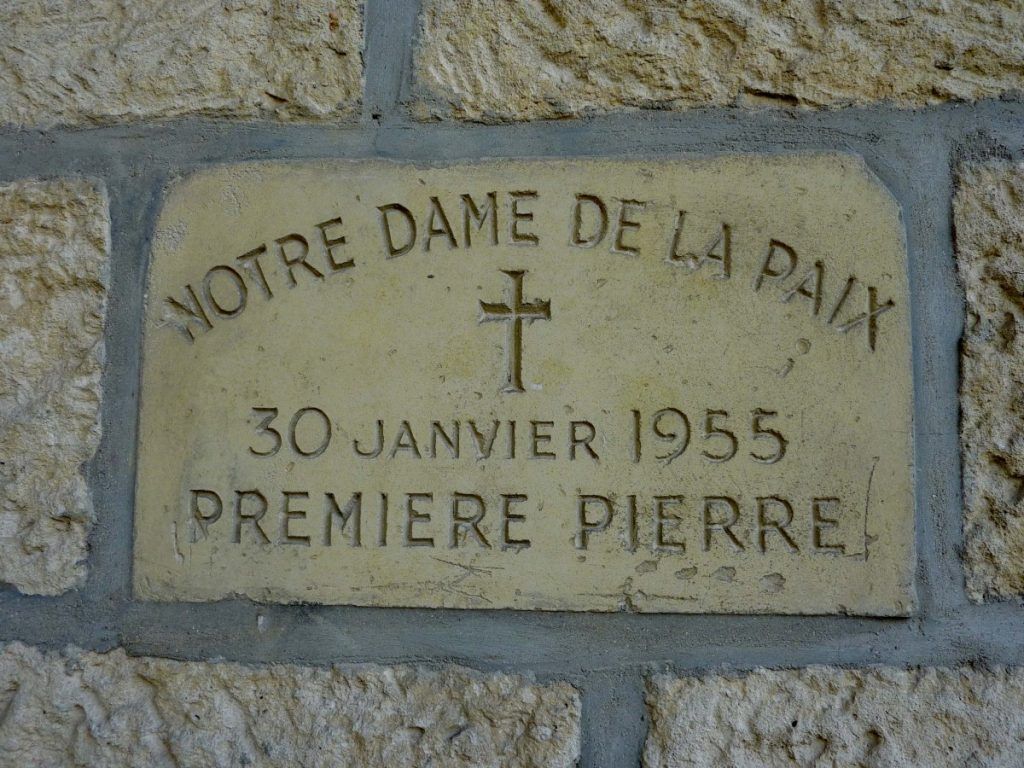 NOTRE DAME DE LA PAIX
30 JANVIER 1955
PREMIERE PIERRE